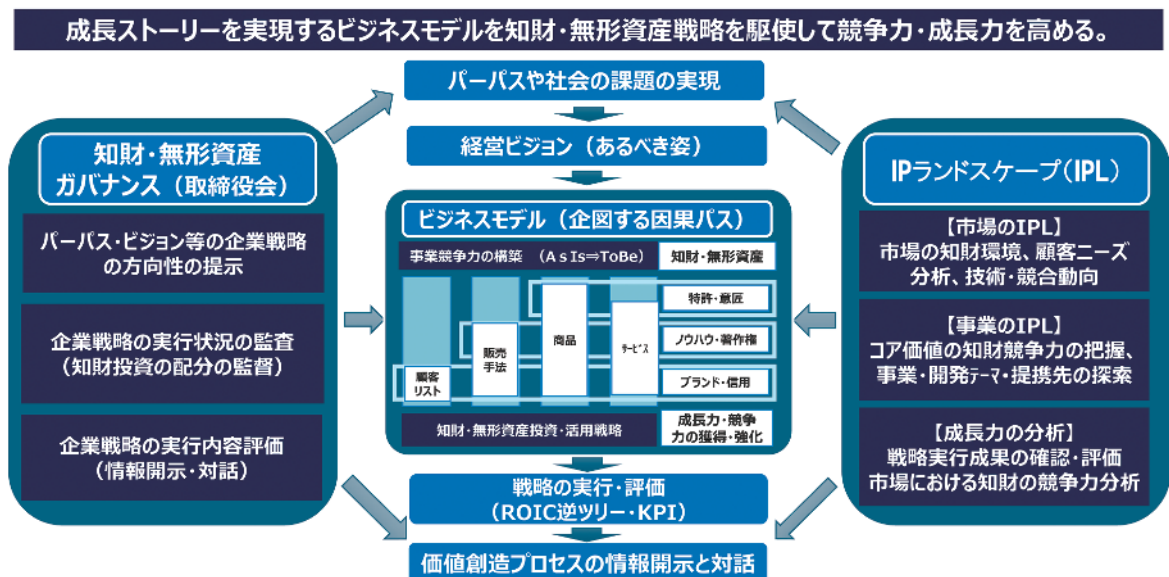 成長ストーリーを実現するビジネスモデルを知財・無形資産戦略を駆使して競争力・成長力を高める。
パーパスや社会の課題の実現
経営ビジョン（あるべき姿）
知財・無形資産
ガバナンス（取締役会）
パーパス・ビジョン等の企業戦略
の方向性の提示
企業戦略の実行状況の監査
（知財投資の配分の監督）
企業戦略の実行内容評価
（情報開示・対話）
ビジネスモデル（企図する因果パス）
事業競争力の構築　（AsIs⇒ToBe）
知財・無形資産
顧客
リスト
販売
手法
商品
サービス
特許・意匠
ノウハウ・著作権
ブランド・信用
知財・無形資産投資・活用戦略
成長力・競争
力の獲得・強化
戦略の実行・評価
（ROIC逆ツリー・KPI）
価値創造プロセスの情報開示と対話
IPランドスケープ（IPL）
【市場のIPL】
市場の知財環境、顧客ニーズ
分析、技術・競合動向
【事業のIPL】
コア価値の知財競争力の把握、
事業・開発テーマ・提携先の探索
【成長力の分析】
戦略実行成果の確認・評価
市場における知財の競争力分析